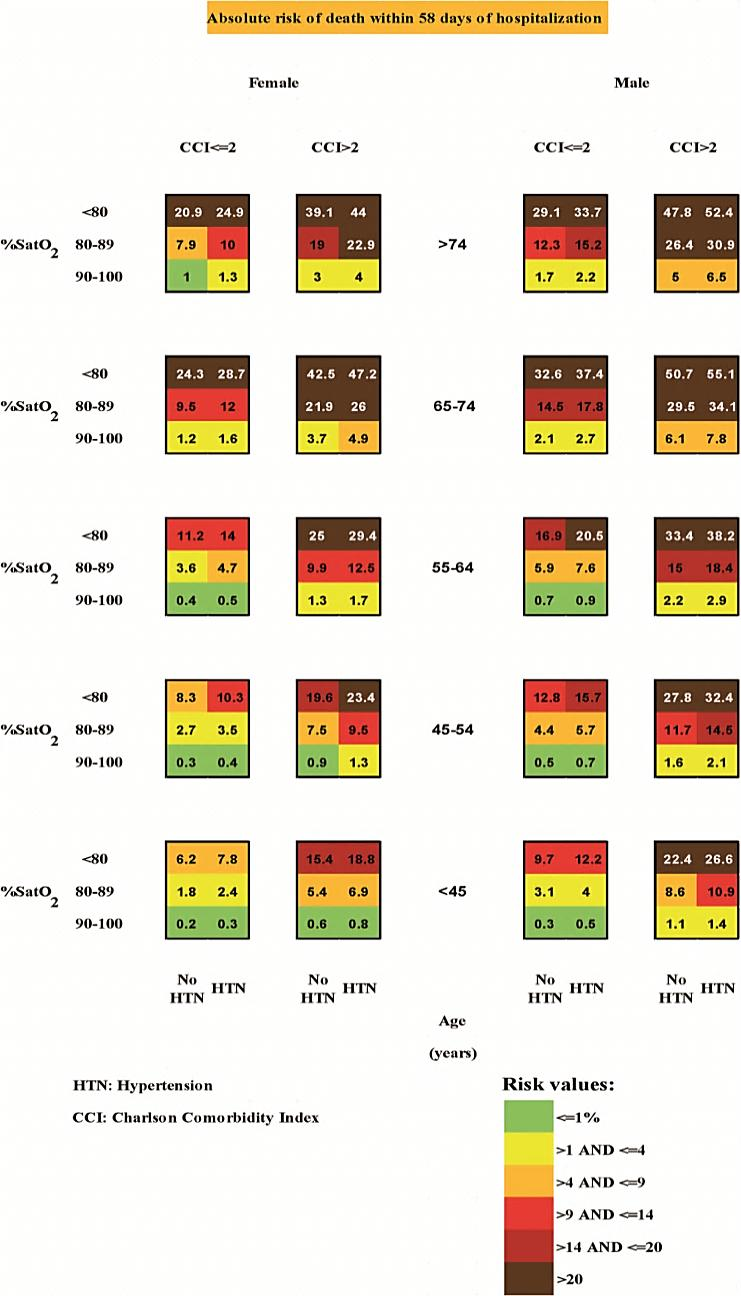 Absolute risk of death within 58 days of hospitalization
Female Male
CCI<=2 CCI>2 CCI<=2 CCI>2
<80 20.9 24.9 39.1 44 29.1 33.7 47.8 52.4
%SatO2 80-89 7.9 10 19 22.9 >74 12.3 15.2 26.4 30.9
90-100 1 1.3 3 4 1.7 2.2 5 6.5
<80 24.3 28.7 42.5 47.2 32.6 37.4 50.7 55.1
%SatO2 80-89 9.5 12 21.9 26 65-74 14.5 17.8 29.5 34.1
90-100 1.2 1.6 3.7 4.9 2.1 2.7 6.1 7.8
<80 11.2 14 25 29.4 16.9 20.5 33.4 38.2
%SatO2 80-89 3.6 4.7 9.9 12.5 55-64 5.9 7.6 15 18.4
90-100 0.4 0.5 1.3 1.7 0.7 0.9 2.2 2.9
<80 8.3 10.3 19.6 23.4 12.8 15.7 27.8 32.4
%SatO2 80-89 2.7 3.5 7.5 9.5 45-54 4.4 5.7 11.7 14.5
90-100 0.3 0.4 0.9 1.3 0.5 0.7 1.6 2.1
<80 6.2 7.8 15.4 18.8 9.7 12.2 22.4 26.6
%SatO2 80-89 1.8 2.4 5.4 6.9 <45 3.1 4 8.6 10.9
90-100 0.2 0.3 0.6 0.8 0.3 0.5 1.1 1.4
No HTN HTN No HTN HTN No HTN HTN No HTN HTN
Age
(years)
HTN: Hypertension
CCI: Charlson Comorbidity Index
Risk values:
<=1%
>1 AND <=4
>4 AND <=9
>9 AND <=14
>14 AND <=20
>20